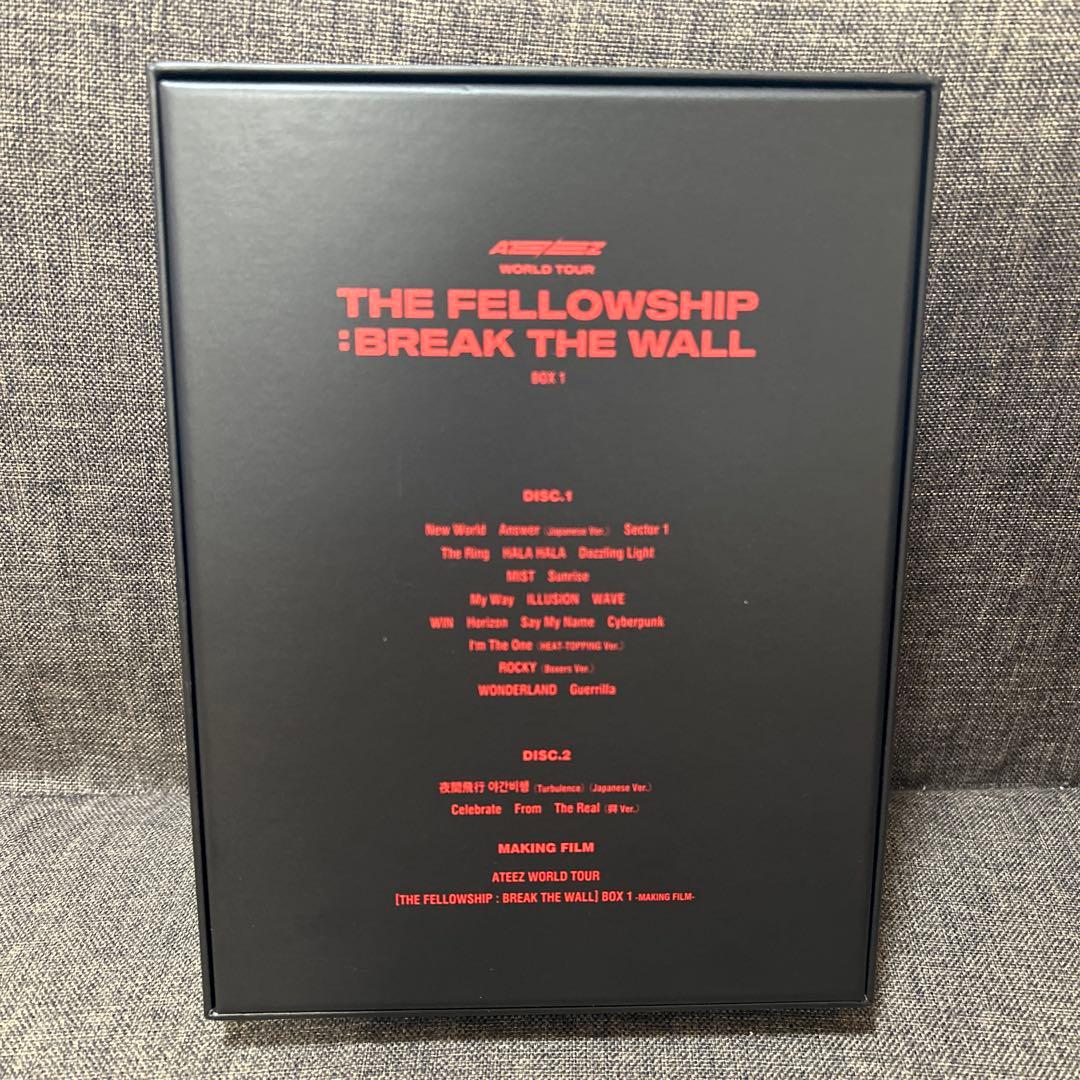 ATEEZ
WORLD TOUR
THE FELLOWSHIP
:BREAK THE WALL
BOX 1
DISC.1
New World Answer (Japanese Ver.) Sector 1
The Ring HALA HALA Dazzling Light
MIST Sunrise
My Way ILLUSION WAVE
WIN Horizon Say My Name Cyberpunk
I'm The One (HEAT-TOPPING Ver.)
ROCKY (Boxers Ver.)
WONDERLAND Guerrilla
DISC.2
夜間飛行 야간비행 (Turbulence) (Japanese Ver.)
Celebrate From The Real (興 Ver.)
MAKING FILM
ATEEZ WORLD TOUR
[THE FELLOWSHIP : BREAK THE WALL] BOX 1 -MAKING FILM-